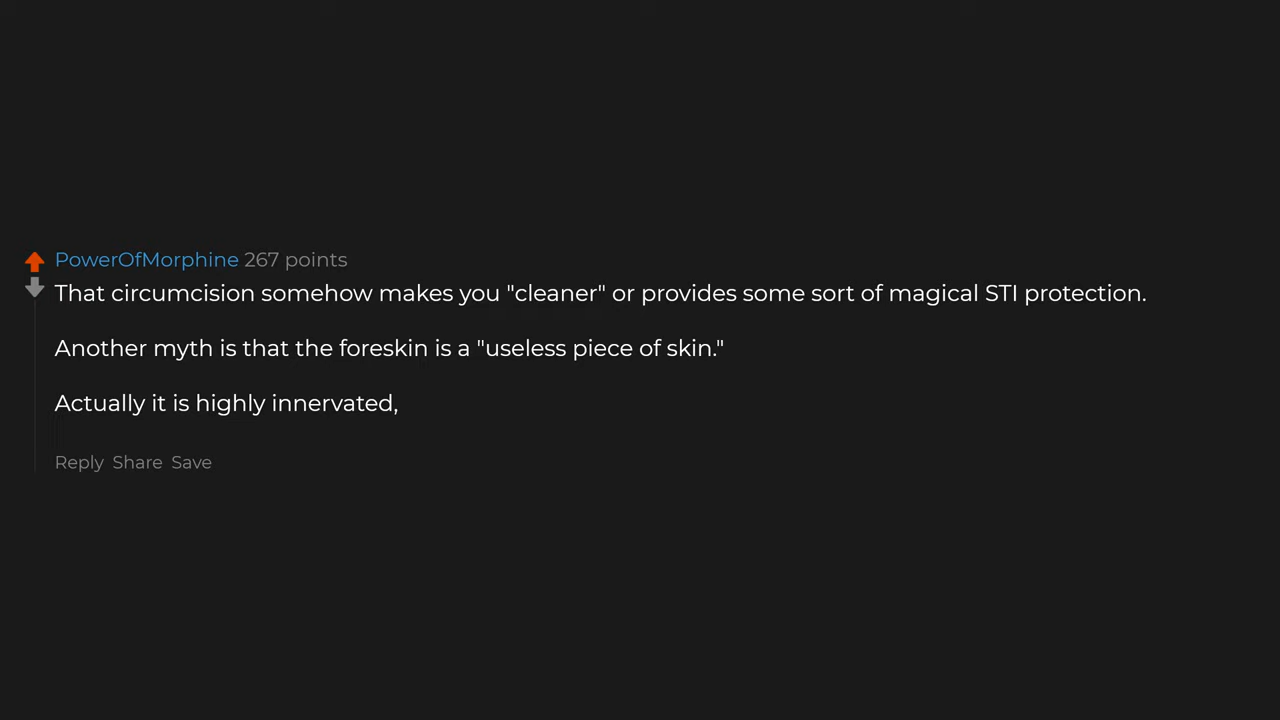 PowerOfMorphine 267 points
That circumcision somehow makes you "cleaner" or provides some sort of magical STI protection.
Another myth is that the foreskin is a "useless piece of skin."
Actually it is highly innervated,
Reply Share Save